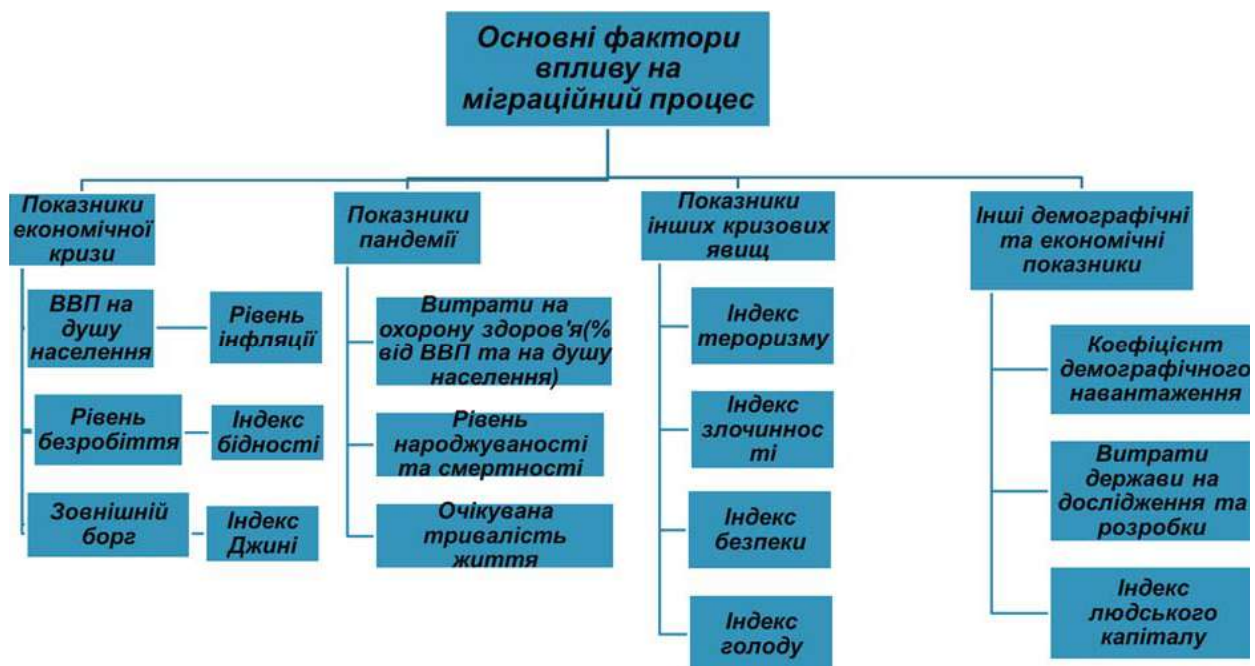 Основні фактори
впливу на
міграційний процес
Показники
економічної
кризи
ВВП на
душу
населення
Рівень
інфляції
Рівень
безробіття
Індекс
бідності
Зовнішній
борг
Індекс
Джині
Показники
пандемії
Витрати на
охорону здоров'я(%
від ВВП та на душу
населення)
Рівень
народжуваності
та смертності
Очікувана
тривалість
життя
Показники
інших кризових
явищ
Індекс
тероризму
Індекс
злочиннос
ті
Індекс
безпеки
Індекс
голоду
Інші демографічні
та економічні
показники
Коефіцієнт
демографічного
навантаження
Витрати
держави на
дослідження та
розробки
Індекс
людського
капіталу